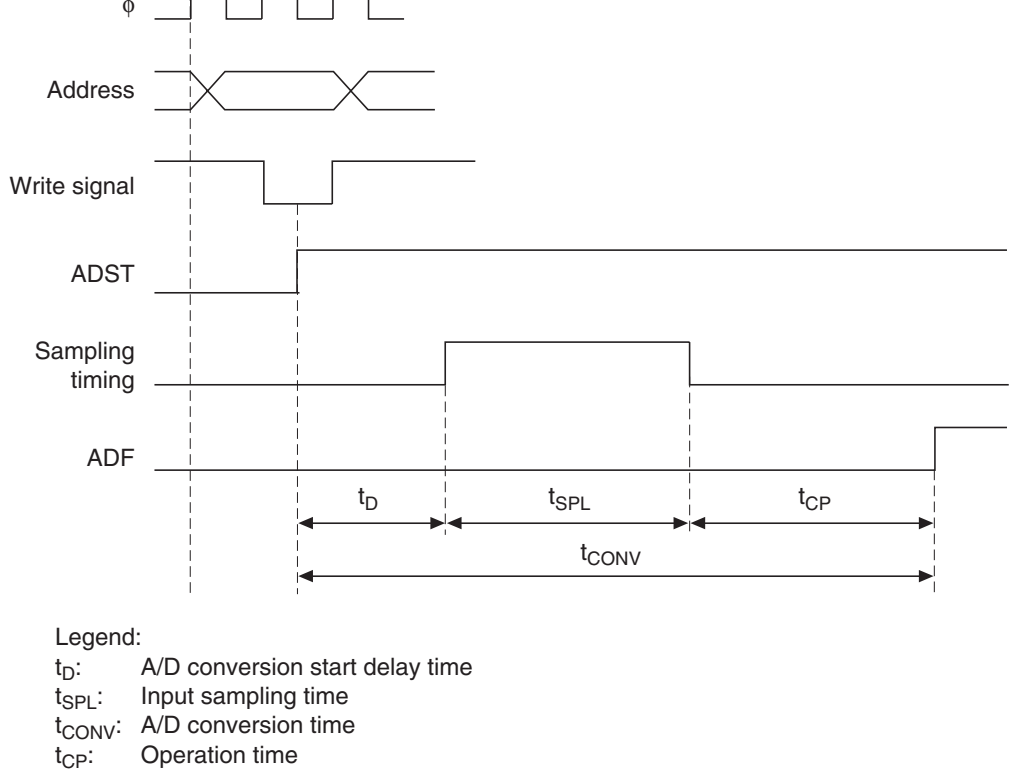 ϕ
Address
Write signal
ADST
Sampling
timing
ADF
tD
tSPL
tCP
tCONV
Legend:
tD: A/D conversion start delay time
tSPL: Input sampling time
tCONV: A/D conversion time
tCP: Operation time